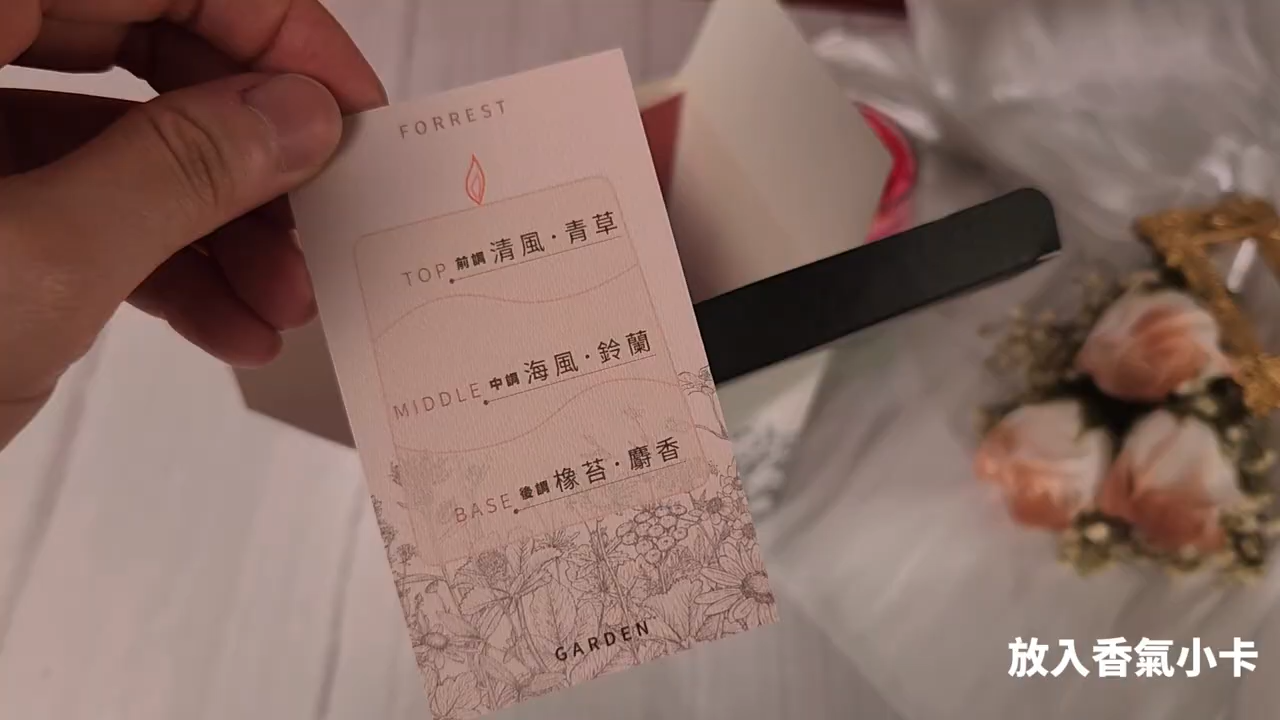 FORREST
TOP 前調 清風·青草
MIDDLE 中調 海風·鈴蘭
BASE 後調 橡苔·麝香
GARDEN
放入香氣小卡